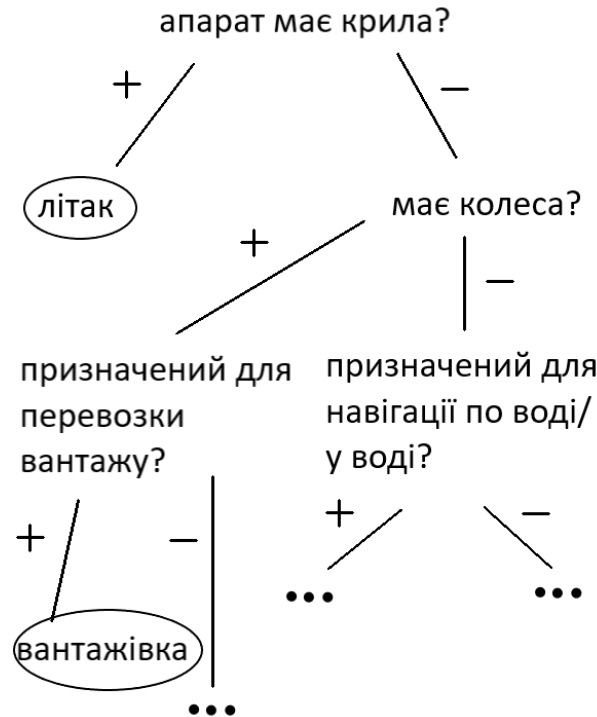 апарат має крила?
+
−
літак
має колеса?
+
−
призначений для
перевозки
вантажу?
призначений для
навігації по воді/
у воді?
+
−
+
−
...
...
вантажівка
...